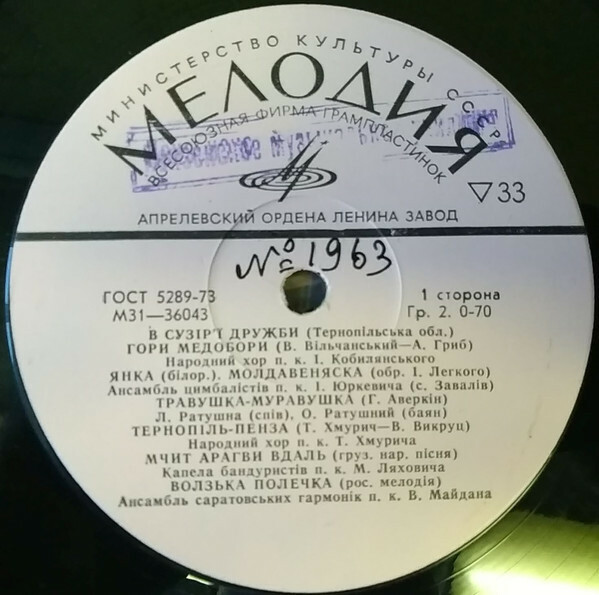 МИНИСТЕРСТВО КУЛЬТУРЫ СССР
МЕЛОДИЯ
ВСЕСОЮЗНАЯ ФИРМА ГРАМПЛАСТИНОК
▽33
АПРЕЛЕВСКИЙ ОРДЕНА ЛЕНИНА ЗАВОД
№ 1963
ГОСТ 5289-73
М31—36043
1 сторона
Гр. 2. 0-70
В СУЗІР'Ї ДРУЖБИ (Тернопільська обл.)
ГОРИ МЕДОБОРИ (В. Вільчанський—А. Гриб)
Народний хор п. к. І. Кобилянського
ЯНКА (білор.). МОЛДАВЕНЯСКА (обр. І. Легкого)
Ансамбль цимбалістів п. к. І. Юркевича (с. Завалів)
ТРАВУШКА-МУРАВУШКА (Г. Аверкін)
Л. Ратушна (спів), О. Ратушний (баян)
ТЕРНОПІЛЬ-ПЕНЗА (Т. Хмурич—В. Викруц)
Народний хор п. к. Т. Хмурича
МЧИТ АРАГВИ ВДАЛЬ (груз. нар. пісня)
Капела бандуристів п. к. М. Ляховича
ВОЛЗЬКА ПОЛЕЧКА (рос. мелодія)
Ансамбль саратовських гармонік п. к. В. Майдана